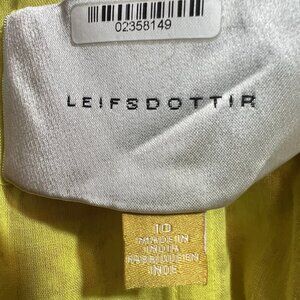 02358149
LEIFSDOTTIR
10
MADE IN
INDIA
FABRIQUE EN
INDE